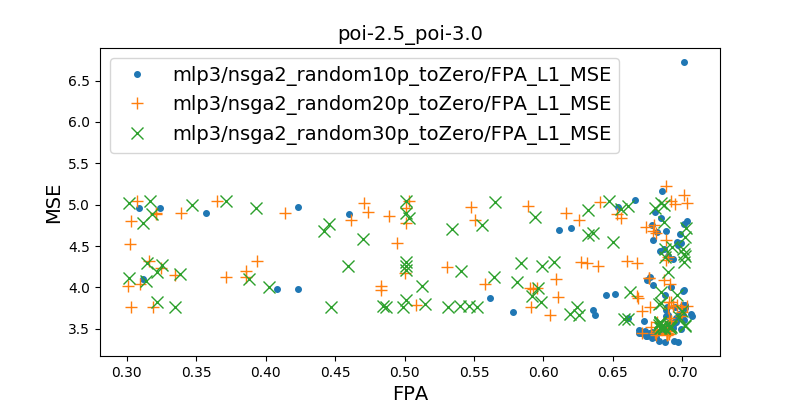 poi-2.5_poi-3.0
mlp3/nsga2_random10p_toZero/FPA_L1_MSE
mlp3/nsga2_random20p_toZero/FPA_L1_MSE
mlp3/nsga2_random30p_toZero/FPA_L1_MSE
MSE
6.5
6.0
5.5
5.0
4.5
4.0
3.5
0.30 0.35 0.40 0.45 0.50 0.55 0.60 0.65 0.70
FPA